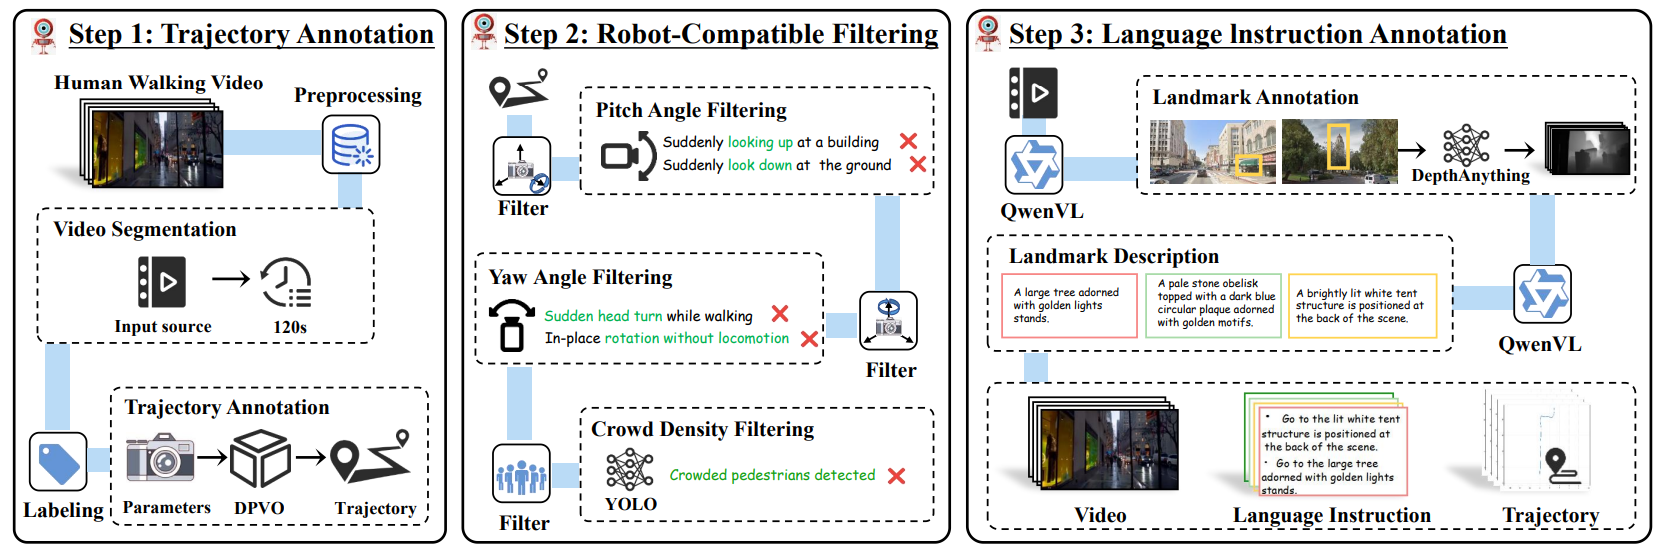 Step 1: Trajectory Annotation
Human Walking Video
Preprocessing
Video Segmentation
Input source
120s
Trajectory Annotation
Labeling
Parameters
DPVO
Trajectory
Step 2: Robot-Compatible Filtering
Pitch Angle Filtering
Suddenly looking up at a building
Suddenly look down at the ground
Filter
Yaw Angle Filtering
Sudden head turn while walking
In-place rotation without locomotion
Filter
Crowd Density Filtering
Crowded pedestrians detected
YOLO
Filter
Step 3: Language Instruction Annotation
Landmark Annotation
DepthAnything
QwenVL
Landmark Description
A large tree adorned
with golden lights
stands.
A pale stone obelisk
topped with a dark blue
circular plaque adorned
with golden motifs.
A brightly lit white tent
structure is positioned at
the back of the scene.
QwenVL
• Go to the lit white tent
structure is positioned at
the back of the scene.
• Go to the large tree
adorned with golden lights
stands.
Video
Language Instruction
Trajectory